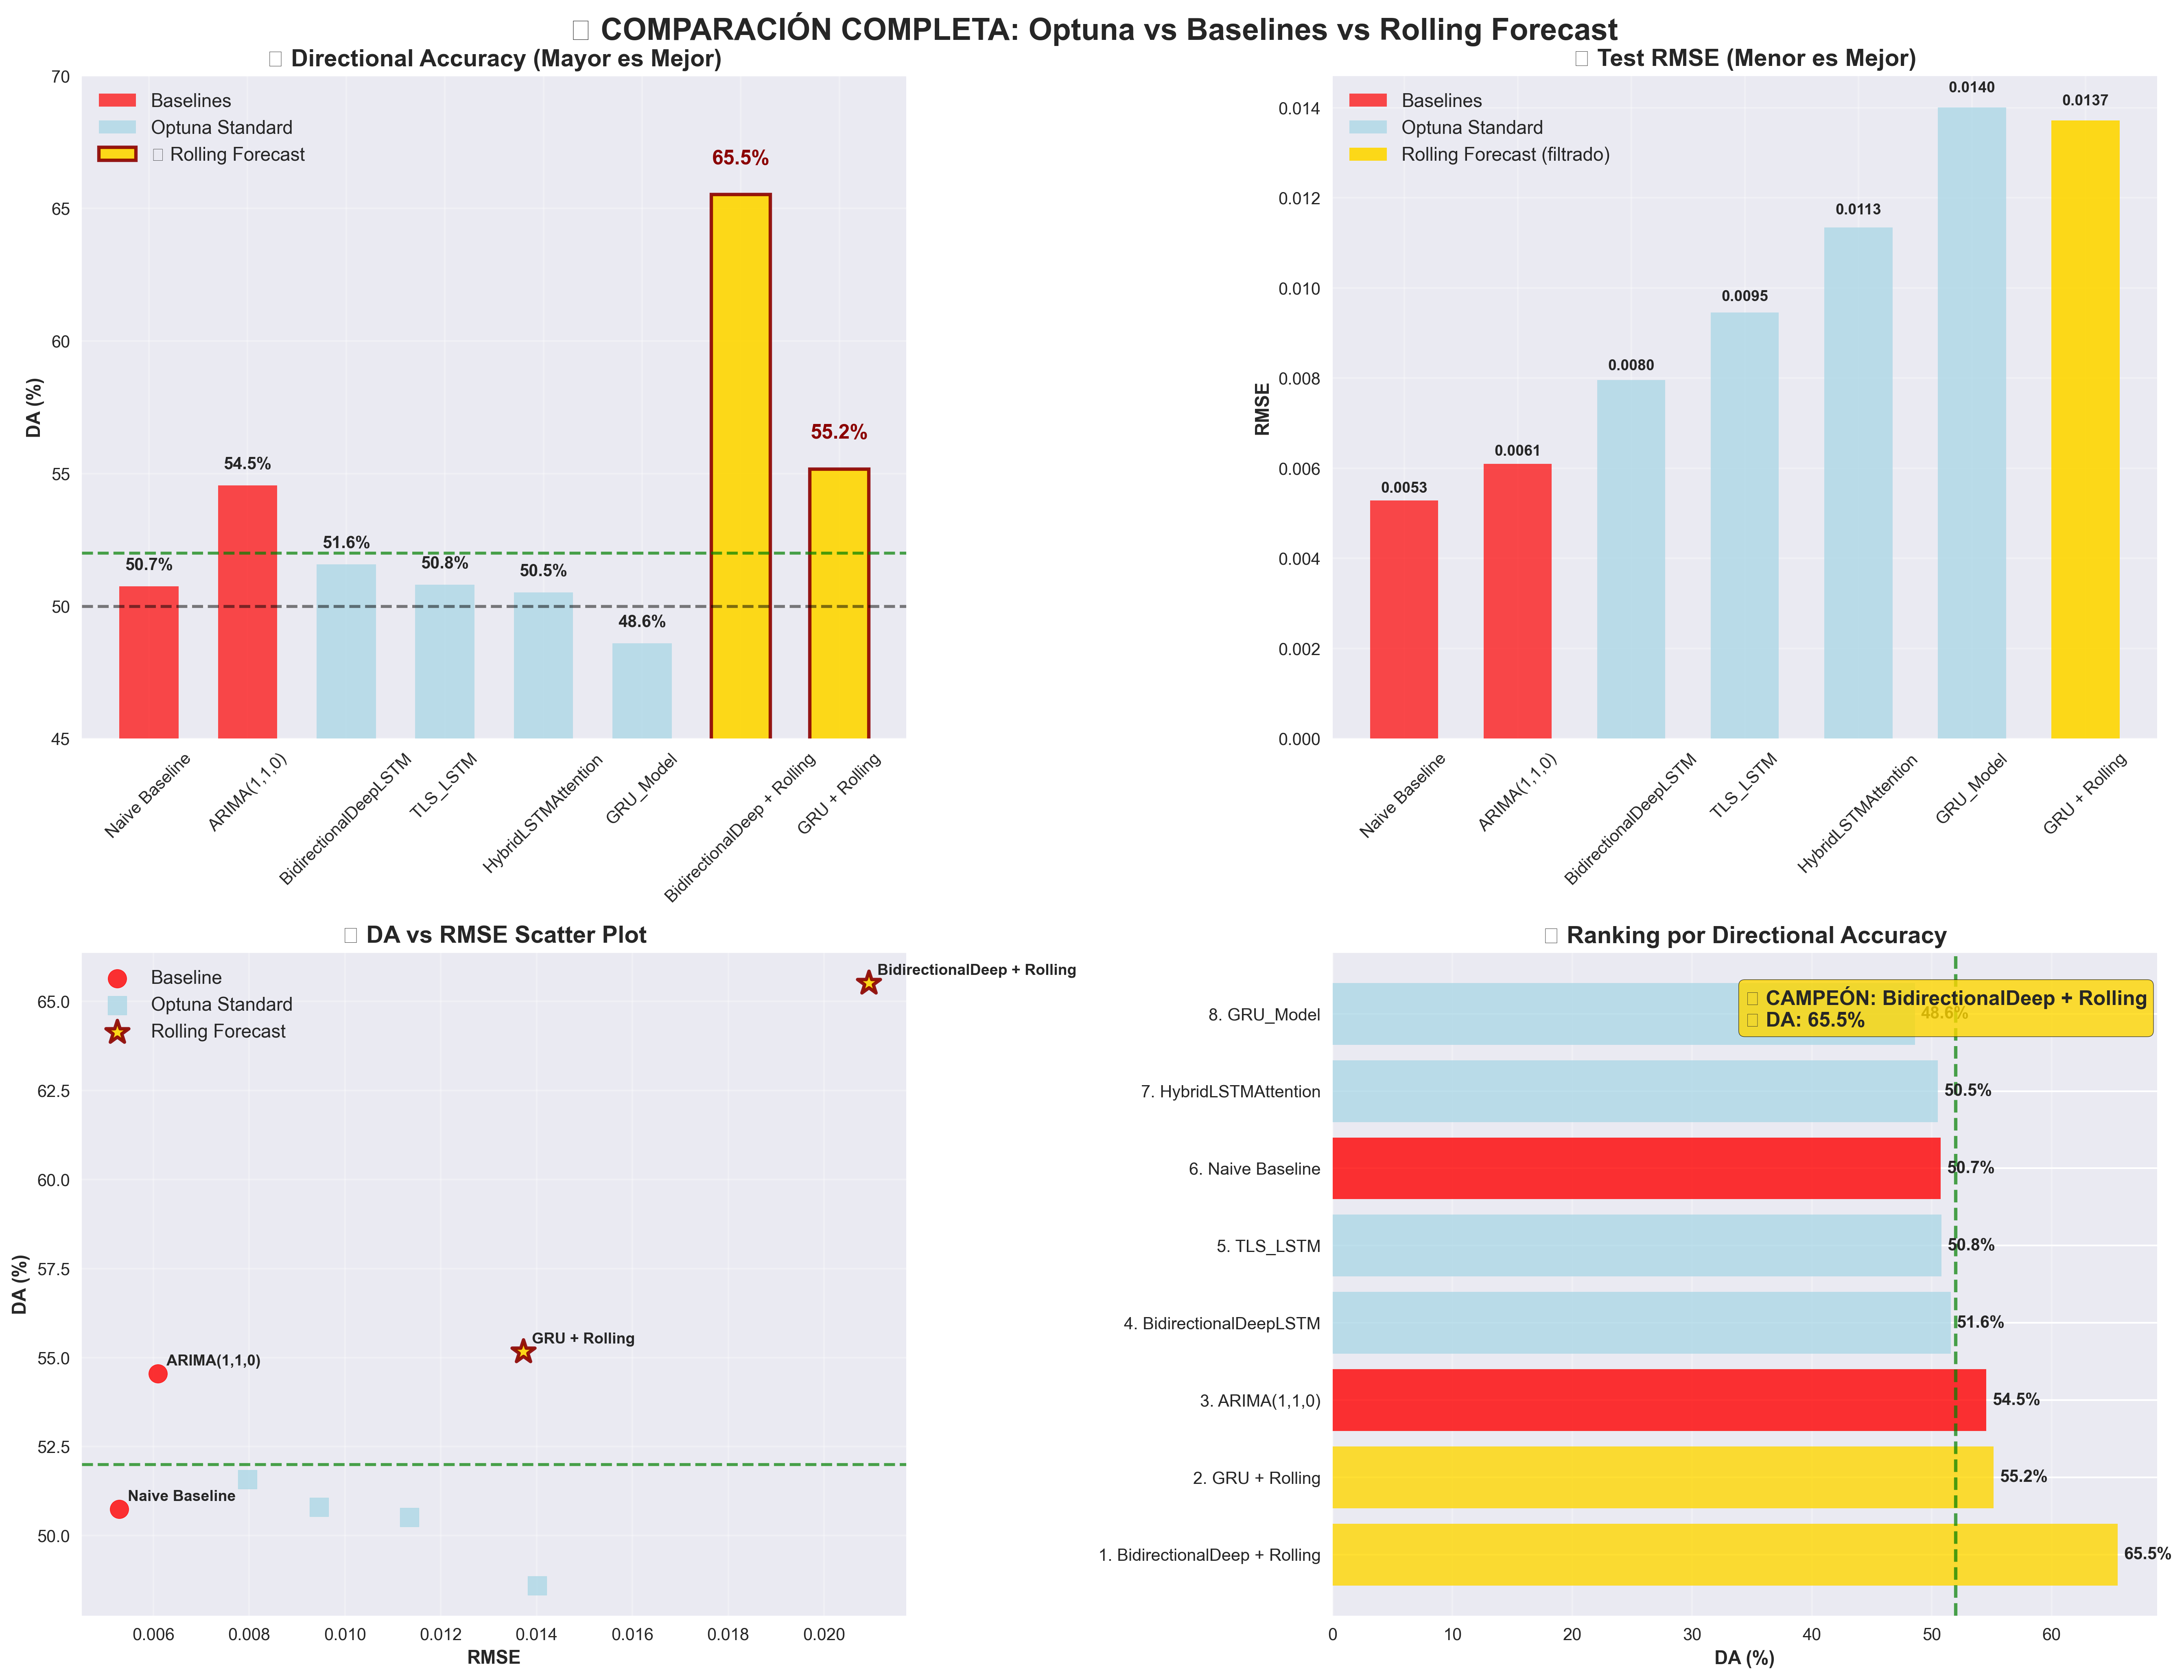 COMPARACIÓN COMPLETA: Optuna vs Baselines vs Rolling Forecast
Directional Accuracy (Mayor es Mejor)
Baselines
Optuna Standard
Rolling Forecast
DA (%)
70
65
60
55
50
45
50.7%
54.5%
51.6%
50.8%
50.5%
48.6%
65.5%
55.2%
Naive Baseline
ARIMA(1,1,0)
BidirectionalDeepLSTM
TLS_LSTM
HybridLSTMAttention
GRU_Model
BidirectionalDeep + Rolling
GRU + Rolling
Test RMSE (Menor es Mejor)
Baselines
Optuna Standard
Rolling Forecast (filtrado)
RMSE
0.014
0.012
0.010
0.008
0.006
0.004
0.002
0.000
0.0053
0.0061
0.0080
0.0095
0.0113
0.0140
0.0137
Naive Baseline
ARIMA(1,1,0)
BidirectionalDeepLSTM
TLS_LSTM
HybridLSTMAttention
GRU_Model
GRU + Rolling
DA vs RMSE Scatter Plot
Baseline
Optuna Standard
Rolling Forecast
DA (%)
65.0
62.5
60.0
57.5
55.0
52.5
50.0
BidirectionalDeep + Rolling
GRU + Rolling
ARIMA(1,1,0)
Naive Baseline
0.006
0.008
0.010
0.012
0.014
0.016
0.018
0.020
RMSE
Ranking por Directional Accuracy
CAMPEÓN: BidirectionalDeep + Rolling
DA: 65.5%
8. GRU_Model
48.6%
7. HybridLSTMAttention
50.5%
6. Naive Baseline
50.7%
5. TLS_LSTM
50.8%
4. BidirectionalDeepLSTM
51.6%
3. ARIMA(1,1,0)
54.5%
2. GRU + Rolling
55.2%
1. BidirectionalDeep + Rolling
65.5%
0
10
20
30
40
50
60
DA (%)